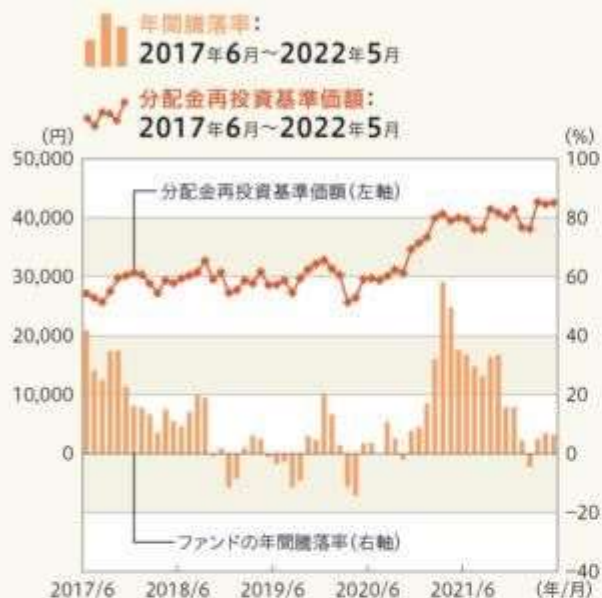 年間騰落率:
2017年6月～2022年5月
分配金再投資基準価額:
2017年6月～2022年5月
(円) (%)
50,000 100
分配金再投資基準価額(左軸)
40,000 80
30,000 60
20,000 40
10,000 20
0 0
-20
ファンドの年間騰落率(右軸)
-40
2017/6 2018/6 2019/6 2020/6 2021/6 (年/月)